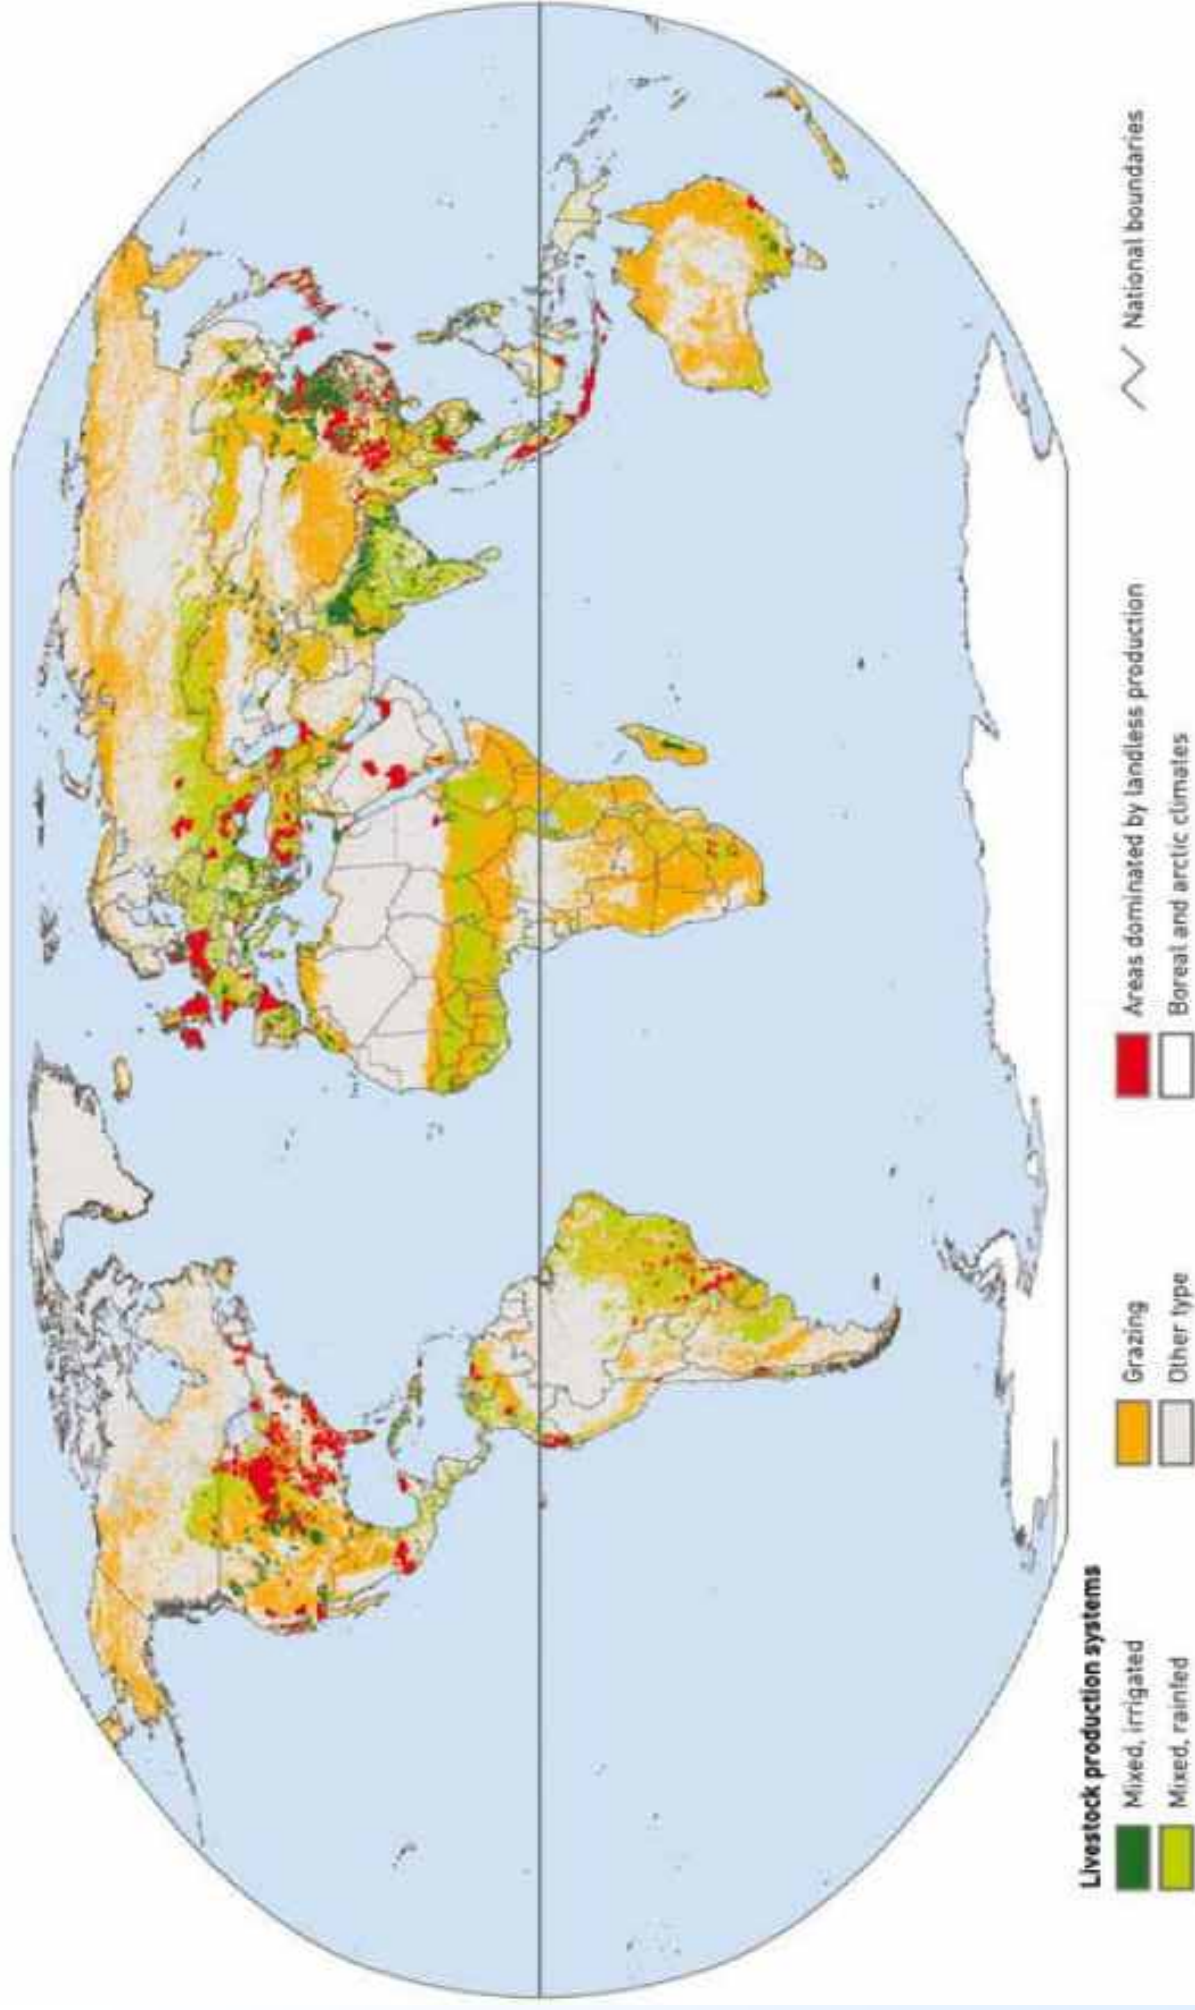 Livestock production systems
Mixed, irrigated
Mixed, rainfed
Grazing
Other type
Areas dominated by landless production
Boreal and arctic climates
National boundaries